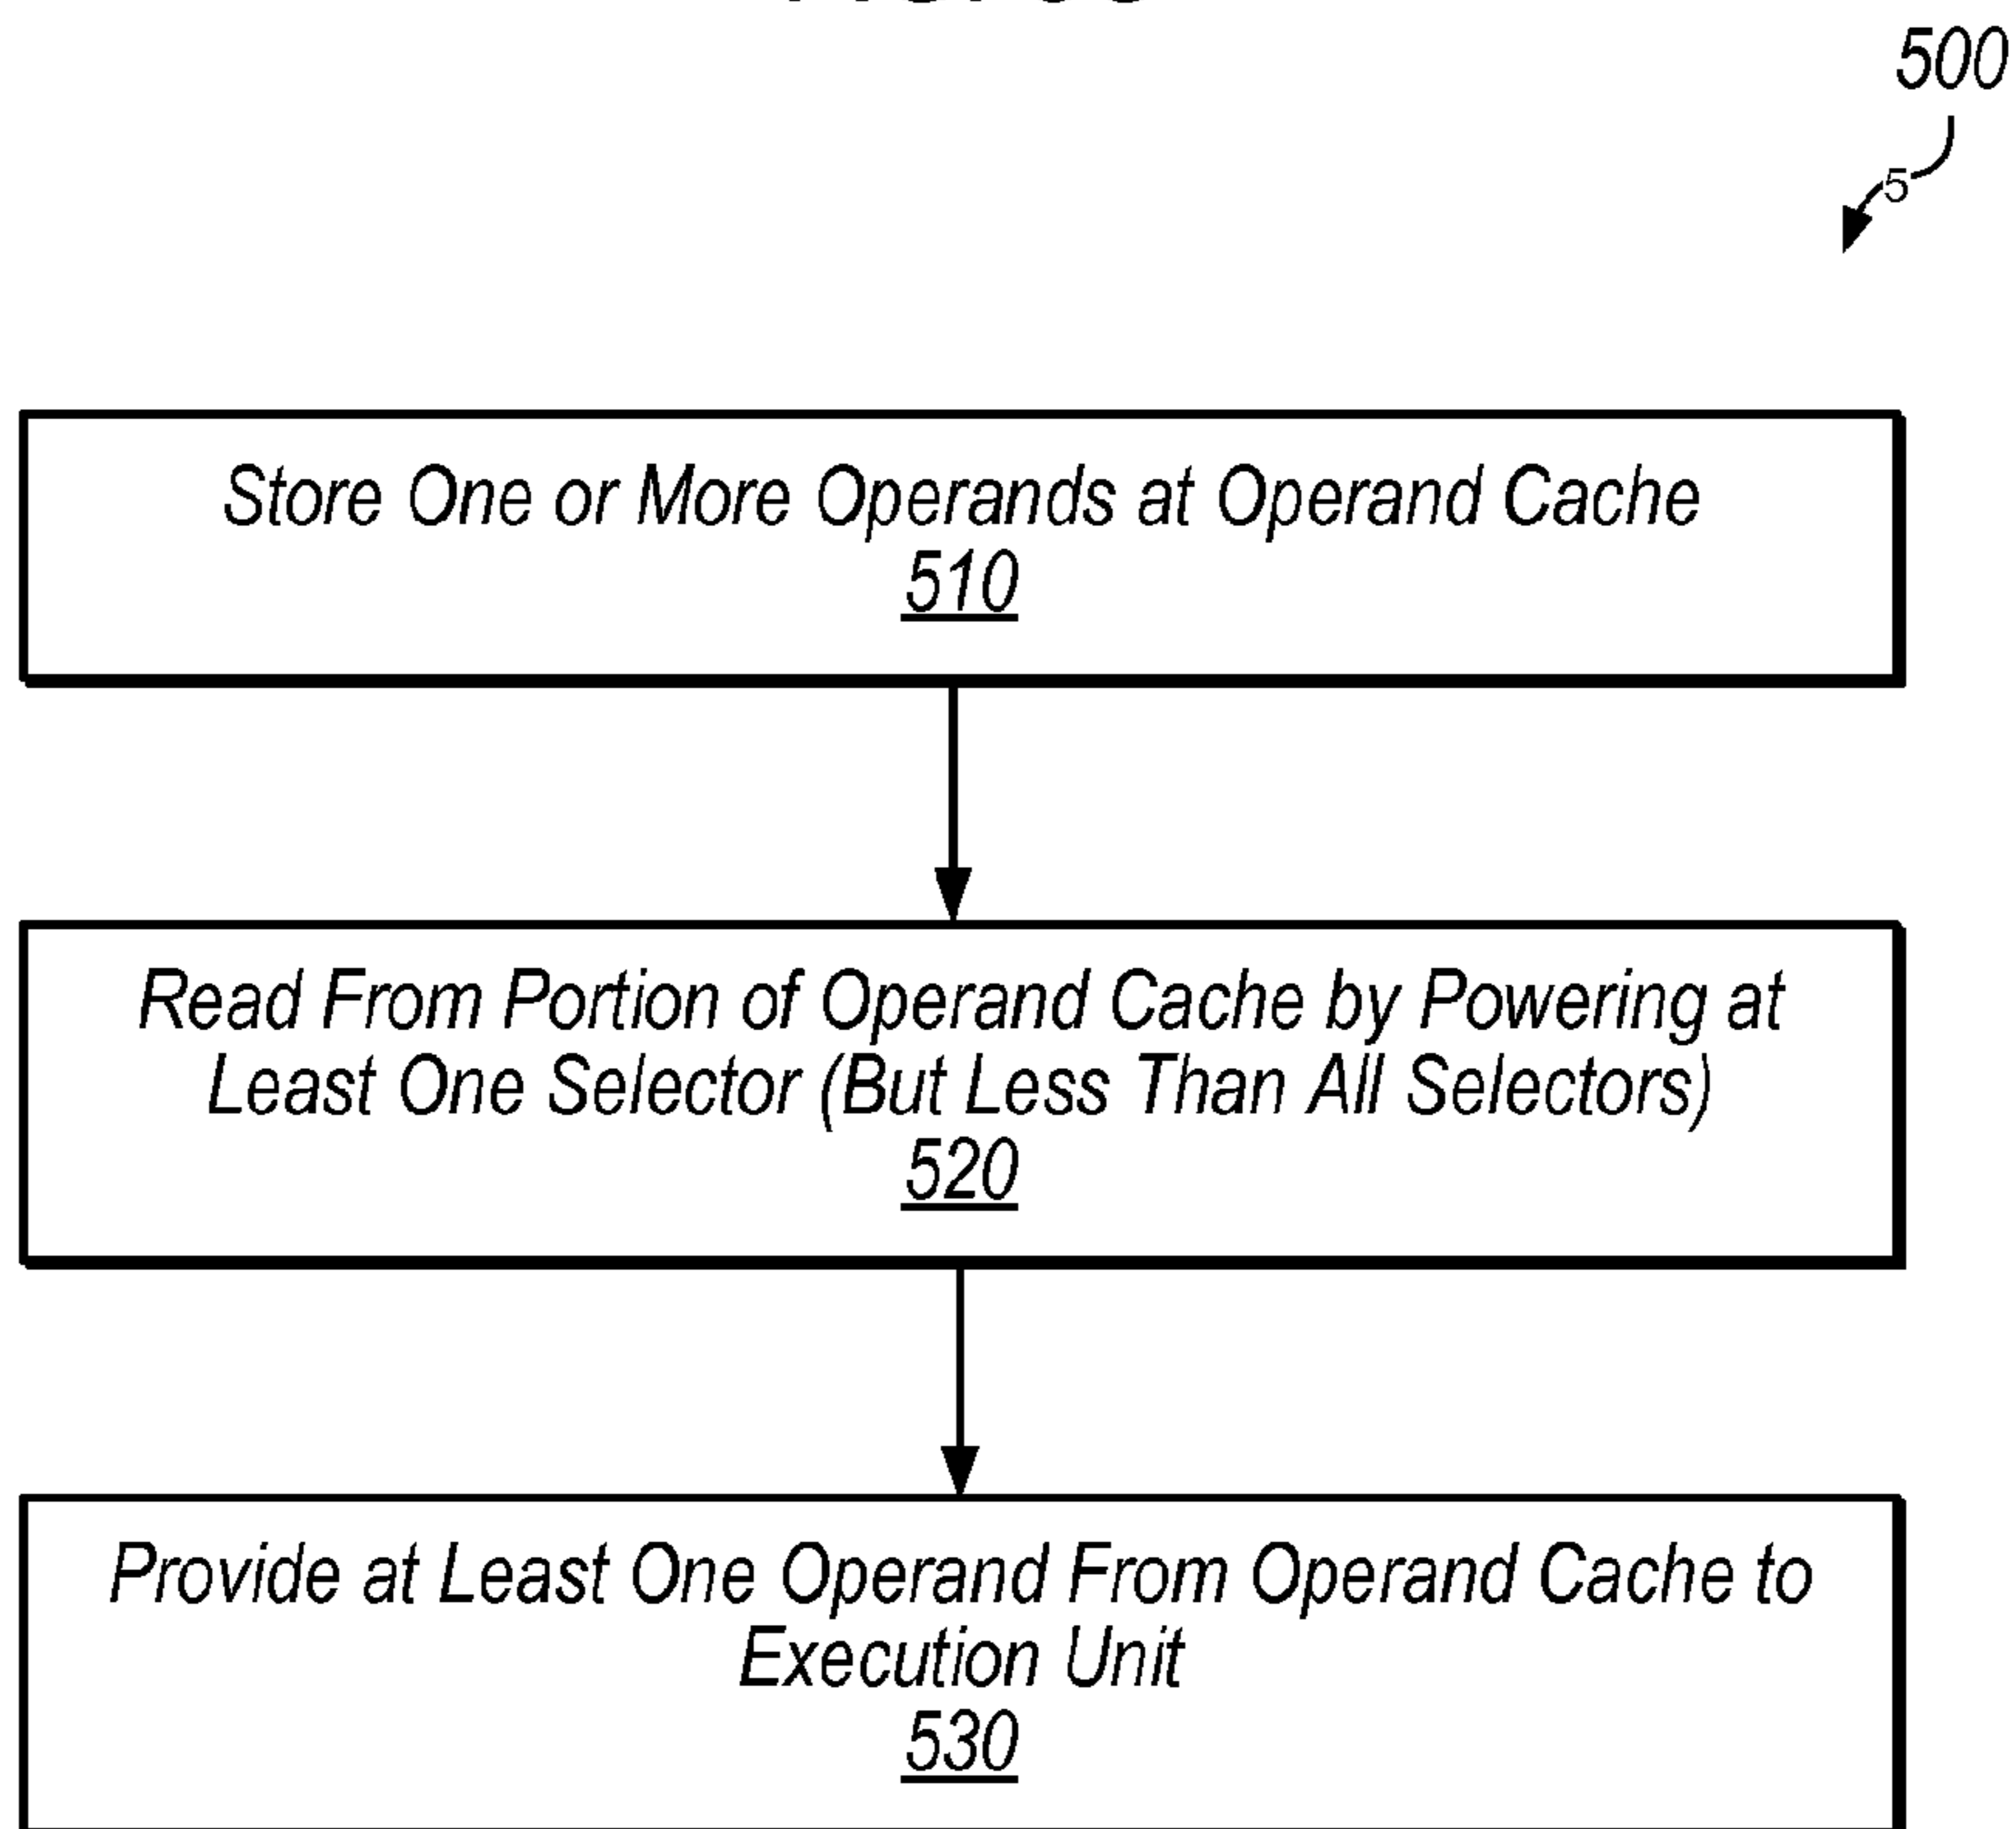 500
5
Store One or More Operands at Operand Cache
510
Read From Portion of Operand Cache by Powering at
Least One Selector (But Less Than All Selectors)
520
Provide at Least One Operand From Operand Cache to
Execution Unit
530